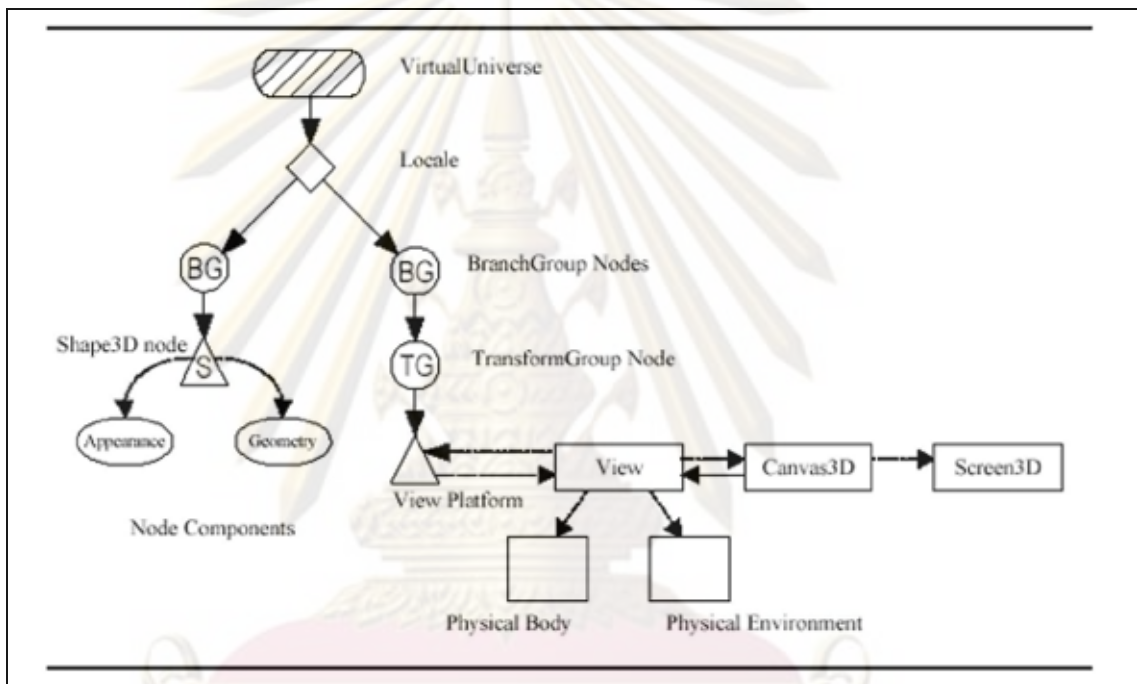 VirtualUniverse
Locale
BG
BG
BranchGroup Nodes
Shape3D node
S
TG
TransformGroup Node
Appearance
Geometry
View
Canvas3D
Screen3D
View Platform
Node Components
Physical Body
Physical Environment